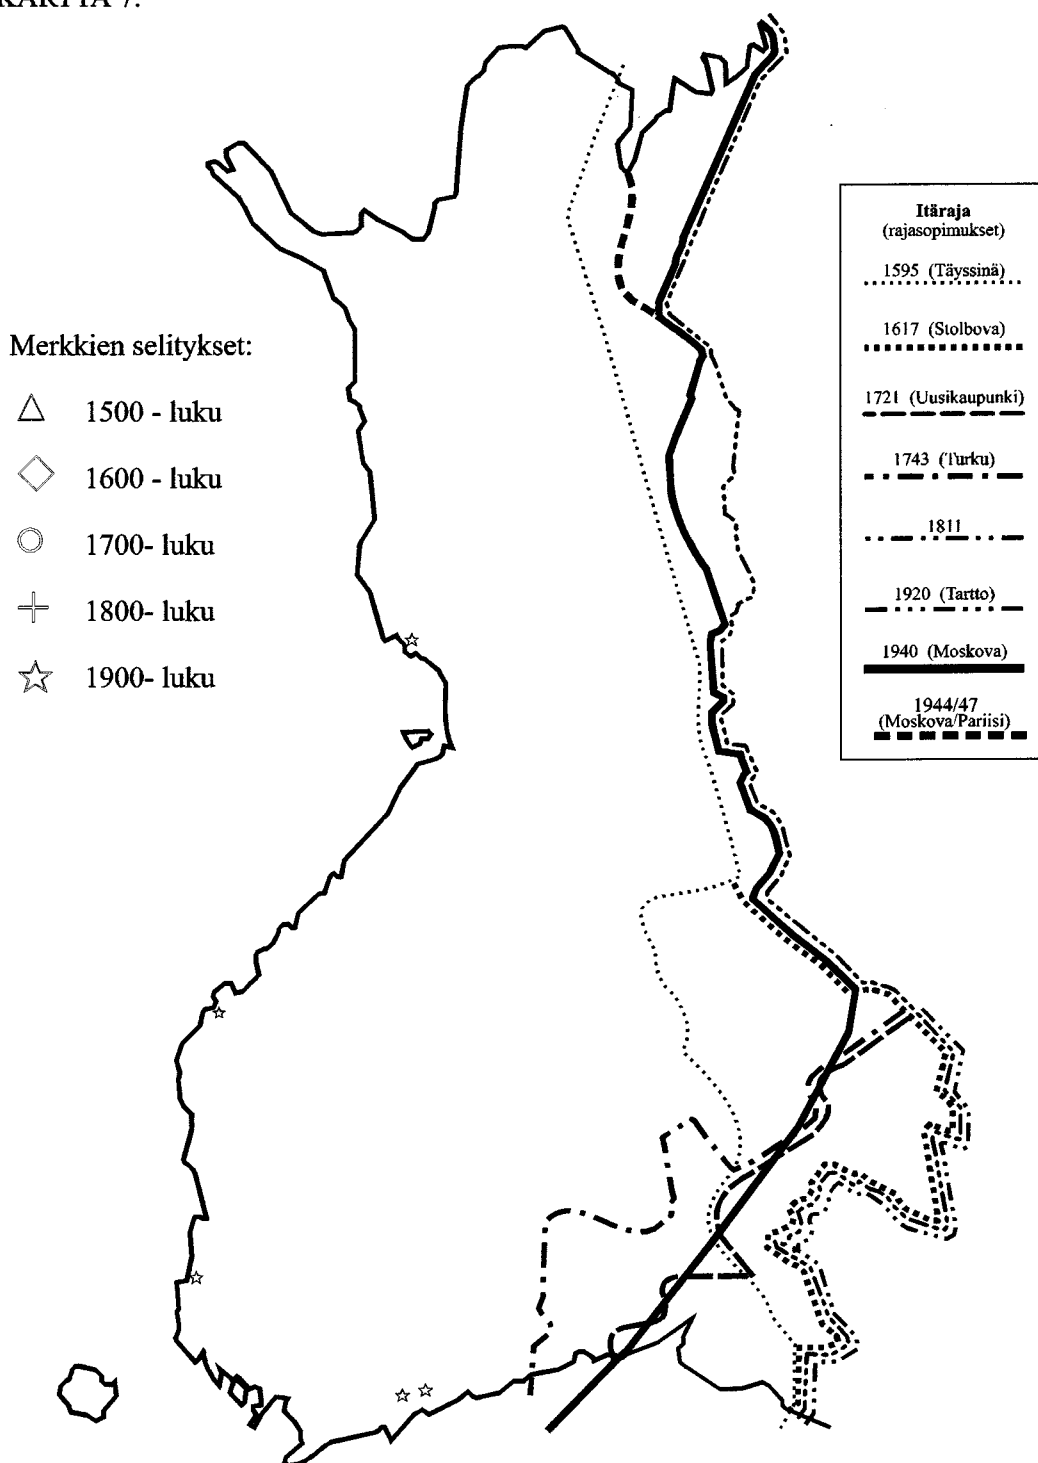 KARTTA 7.
Merkkien selitykset:
1500 - luku
1600 - luku
1700- luku
1800- luku
1900- luku
Itäraja
(rajasopimukset)
1595 (Täyssinä)
1617 (Stolbova)
1721 (Uusikaupunki)
1743 (Turku)
1811
1920 (Tartto)
1940 (Moskova)
1944/47
(Moskova/Pariisi)